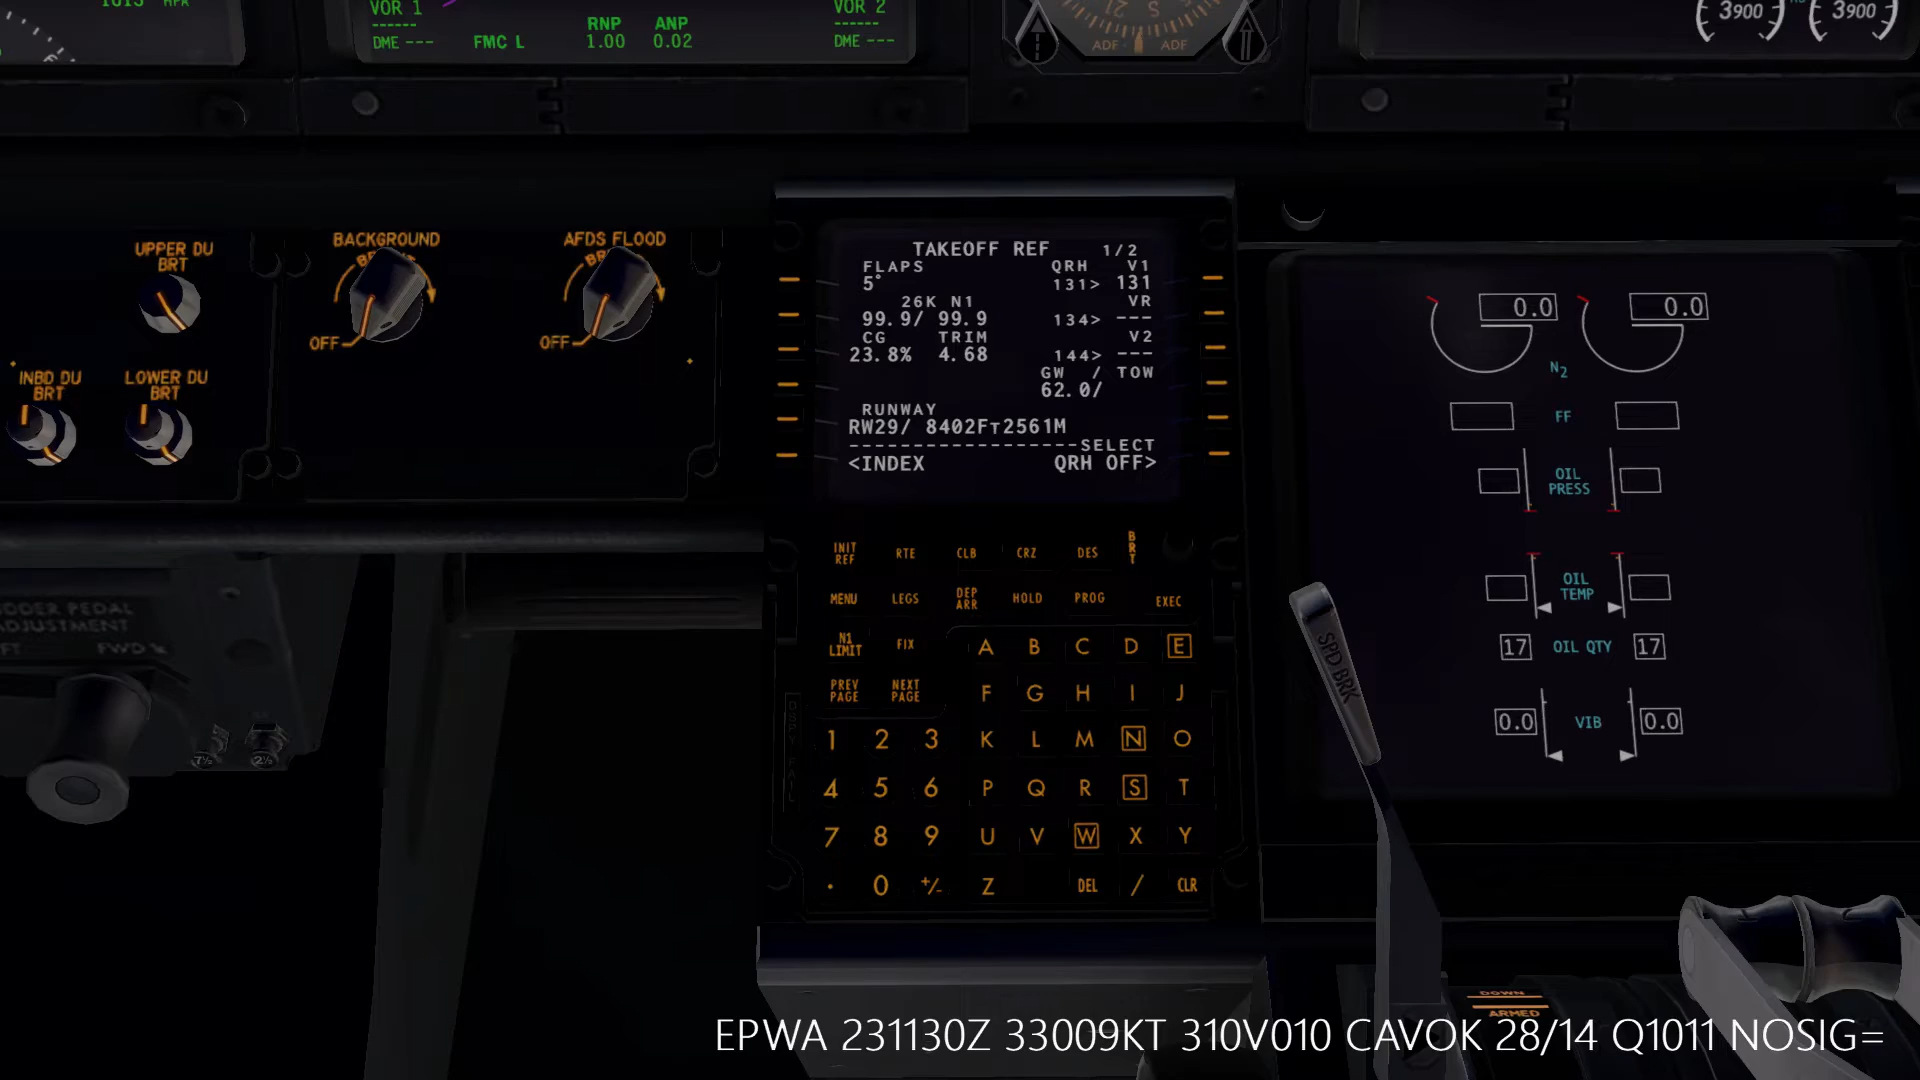 VOR 1
DME ---
FMC L
RNP
1.00
ANP
0.02
VOR 2
DME ---
21
S
ADF
ADF
3900
3900
UPPER DU
BRT
BACKGROUND
OFF
AFDS FLOOD
OFF
INBD DU
BRT
LOWER DU
BRT
TAKEOFF REF 1/2
FLAPS QRH V1
5° 131> 131
26K N1 VR
99.9/ 99.9 134> ---
CG TRIM V2
23.8% 4.68 144> ---
GW / TOW
62.0/
RUNWAY
RW29/ 8402FT2561M
-------------------SELECT
<INDEX QRH OFF>
INIT
REF
RTE
CLB
CRZ
DES
BRT
MENU
LEGS
DEP
ARR
HOLD
PROG
EXEC
N1
LIMIT
FIX
PREV
PAGE
NEXT
PAGE
A B C D E
F G H I J
1 2 3 K L M N O
4 5 6 P Q R S T
7 8 9 U V W X Y
. 0 +/- Z DEL / CLR
0.0 0.0
N2
FF
OIL
PRESS
OIL
TEMP
17 OIL QTY 17
0.0 VIB 0.0
SPD BRK
ADJUSTMENT
FWD
DOWN
ARMED
EPWA 231130Z 33009KT 310V010 CAVOK 28/14 Q1011 NOSIG=